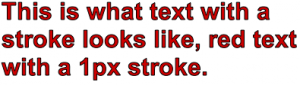 This is what text with a
stroke looks like, red text
with a 1px stroke.